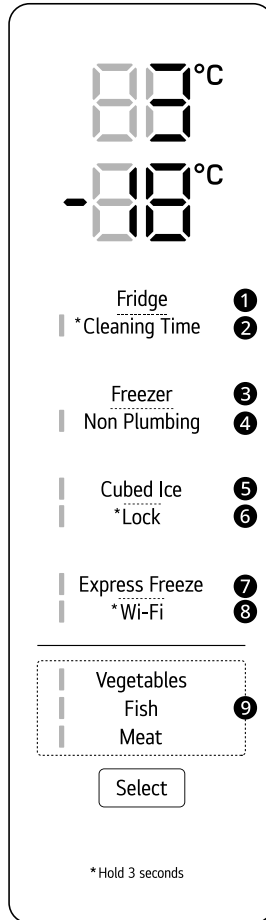 3°C
-18°C
Fridge 1
*Cleaning Time 2
Freezer 3
Non Plumbing 4
Cubed Ice 5
*Lock 6
Express Freeze 7
*Wi-Fi 8
Vegetables
Fish 9
Meat
Select
*Hold 3 seconds